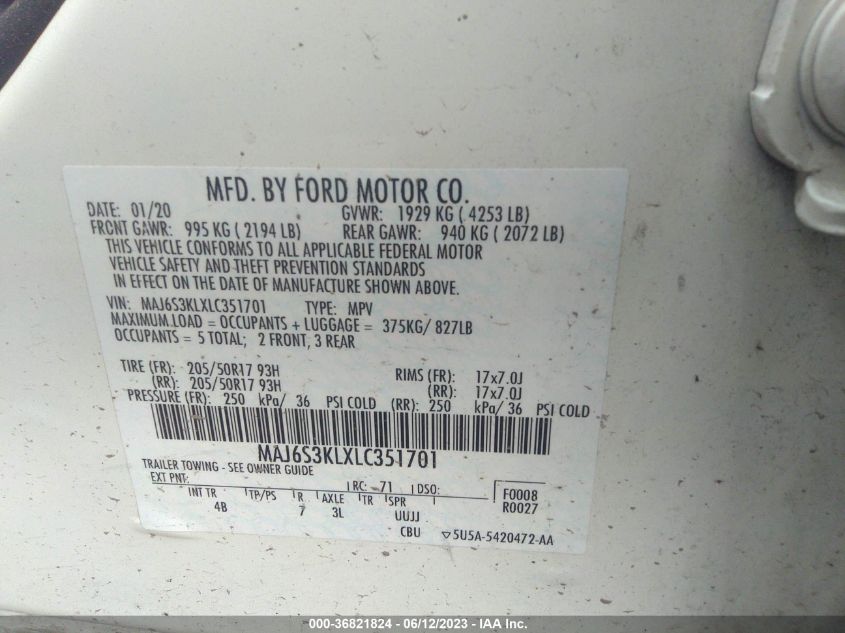 MFD. BY FORD MOTOR CO.
DATE: 01/20 GVWR: 1929 KG ( 4253 LB)
FRONT GAWR: 995 KG ( 2194 LB) REAR GAWR: 940 KG ( 2072 LB)
THIS VEHICLE CONFORMS TO ALL APPLICABLE FEDERAL MOTOR
VEHICLE SAFETY AND THEFT PREVENTION STANDARDS
IN EFFECT ON THE DATE OF MANUFACTURE SHOWN ABOVE.
VIN: MAJ6S3KLXLC351701 TYPE: MPV
MAXIMUM LOAD = OCCUPANTS + LUGGAGE = 375KG/ 827LB
OCCUPANTS = 5 TOTAL; 2 FRONT, 3 REAR
TIRE (FR): 205/50R17 93H RIMS (FR): 17x7.0J
(RR): 205/50R17 93H (RR): 17x7.0J
PRESSURE (FR): 250 kPa/ 36 PSI COLD (RR): 250 kPa/ 36 PSI COLD
MAJ6S3KLXLC351701
TRAILER TOWING - SEE OWNER GUIDE
EXT PNT: RC: 71 DSO: F0008
R0027
INT TR TP/PS R AXLE TR SPR
4B 7 3L UUJJ
CBU 5U5A-5420472-AA
000-36821824 - 06/12/2023 - IAA Inc.